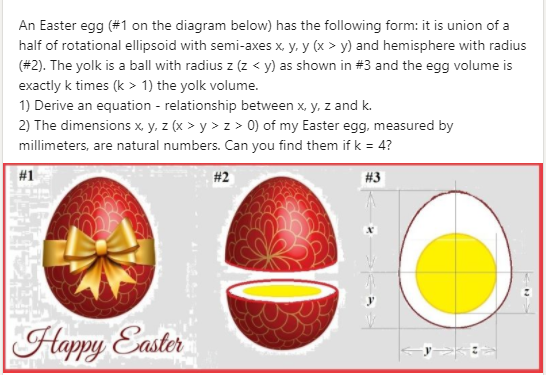 An Easter egg (#1 on the diagram below) has the following form: it is union of a
half of rotational ellipsoid with semi-axes x, y, y (x > y) and hemisphere with radius
(#2). The yolk is a ball with radius z (z < y) as shown in #3 and the egg volume is
exactly k times (k > 1) the yolk volume.
1) Derive an equation - relationship between x, y, z and k.
2) The dimensions x, y, z (x > y > z > 0) of my Easter egg, measured by
millimeters, are natural numbers. Can you find them if k = 4?
#1 #2 #3
x
y
z
y z
Happy Easter